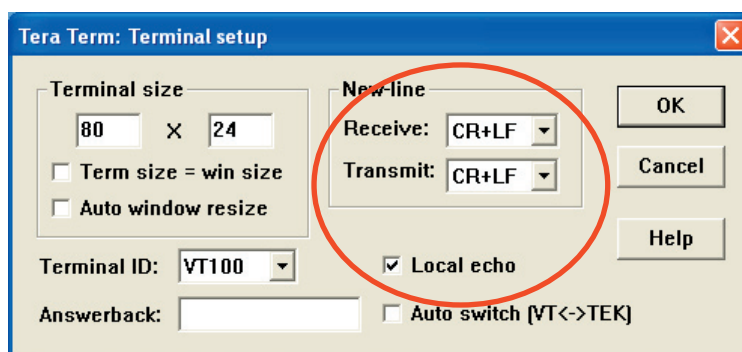 Tera Term: Terminal setup
Terminal size
80 X 24
Term size = win size
Auto window resize
New-line
Receive: CR+LF
Transmit: CR+LF
OK
Cancel
Help
Terminal ID: VT100
Local echo
Answerback:
Auto switch (VT<->TEK)